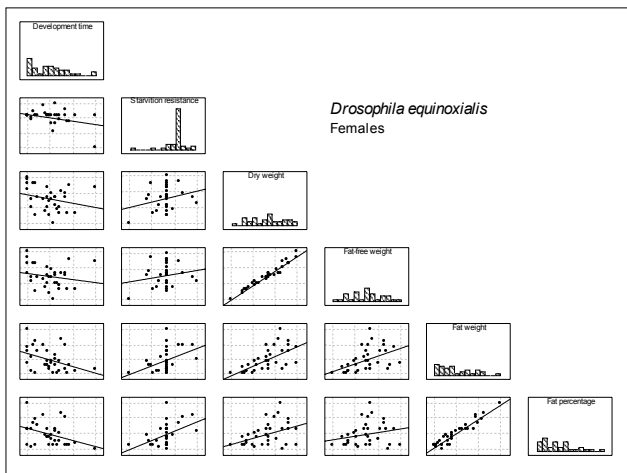 Development time
Starvition resistance
Drosophila equinoxialis
Females
Dry weight
Fat-free weight
Fat weight
Fat percentage